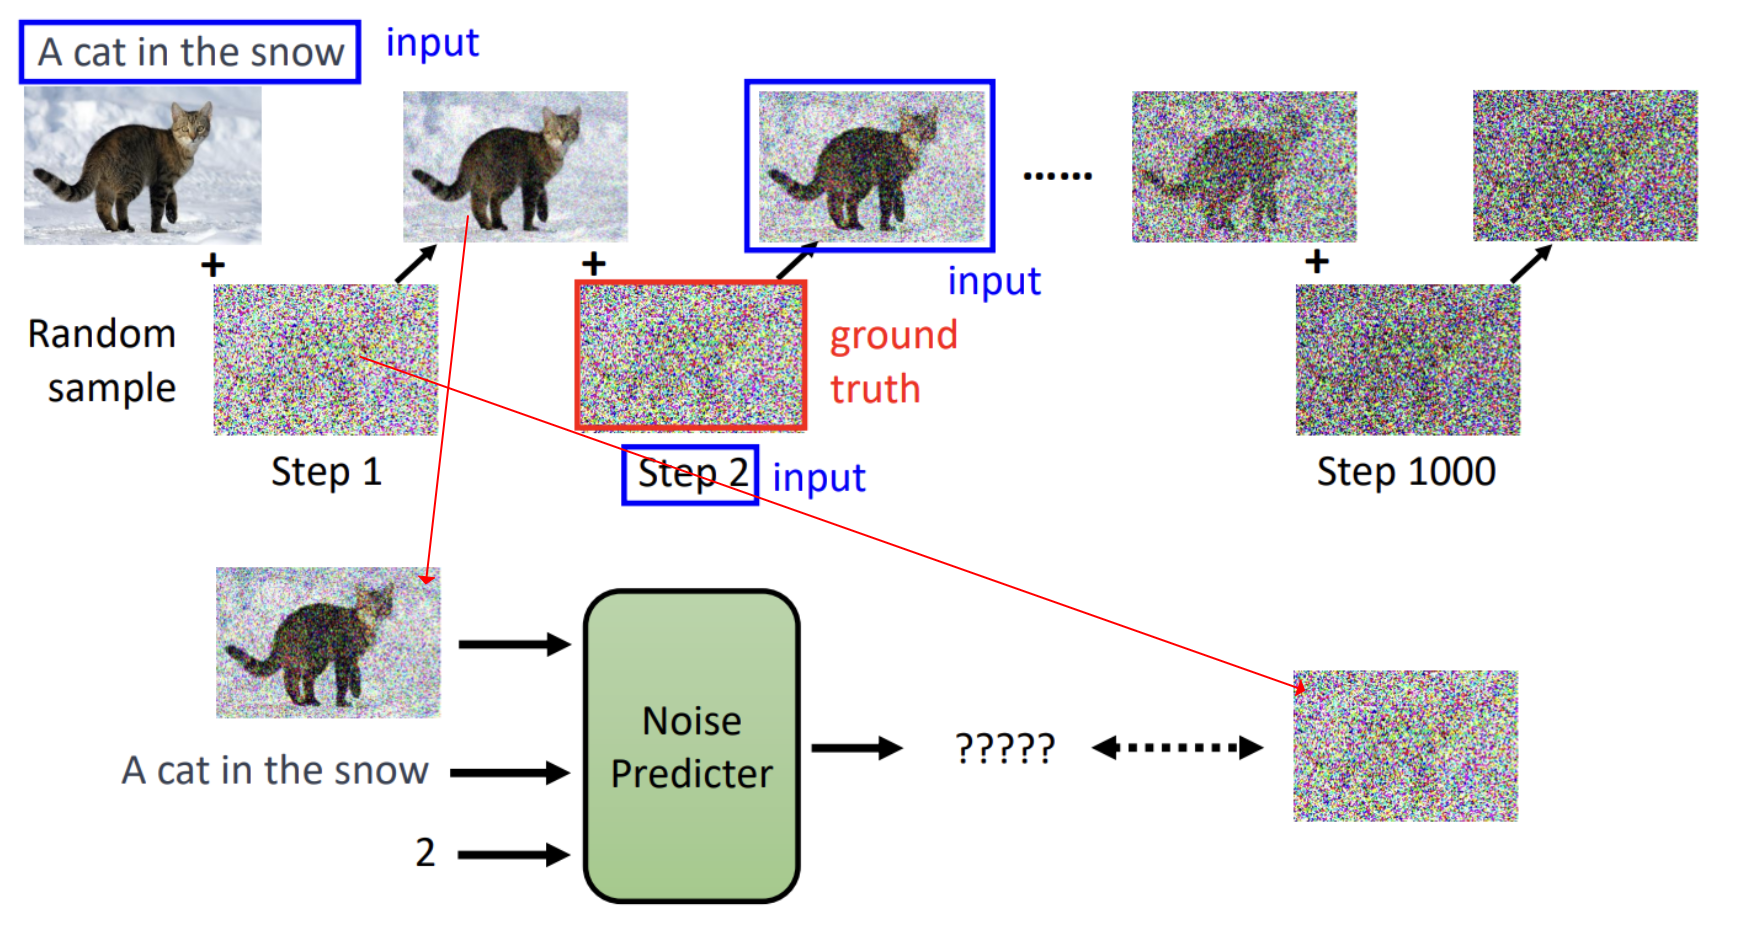 A cat in the snow
input
+
+
input
+
Random
sample
ground
truth
Step 1
Step 2
input
Step 1000
......
Noise
Predicter
A cat in the snow
2
?????